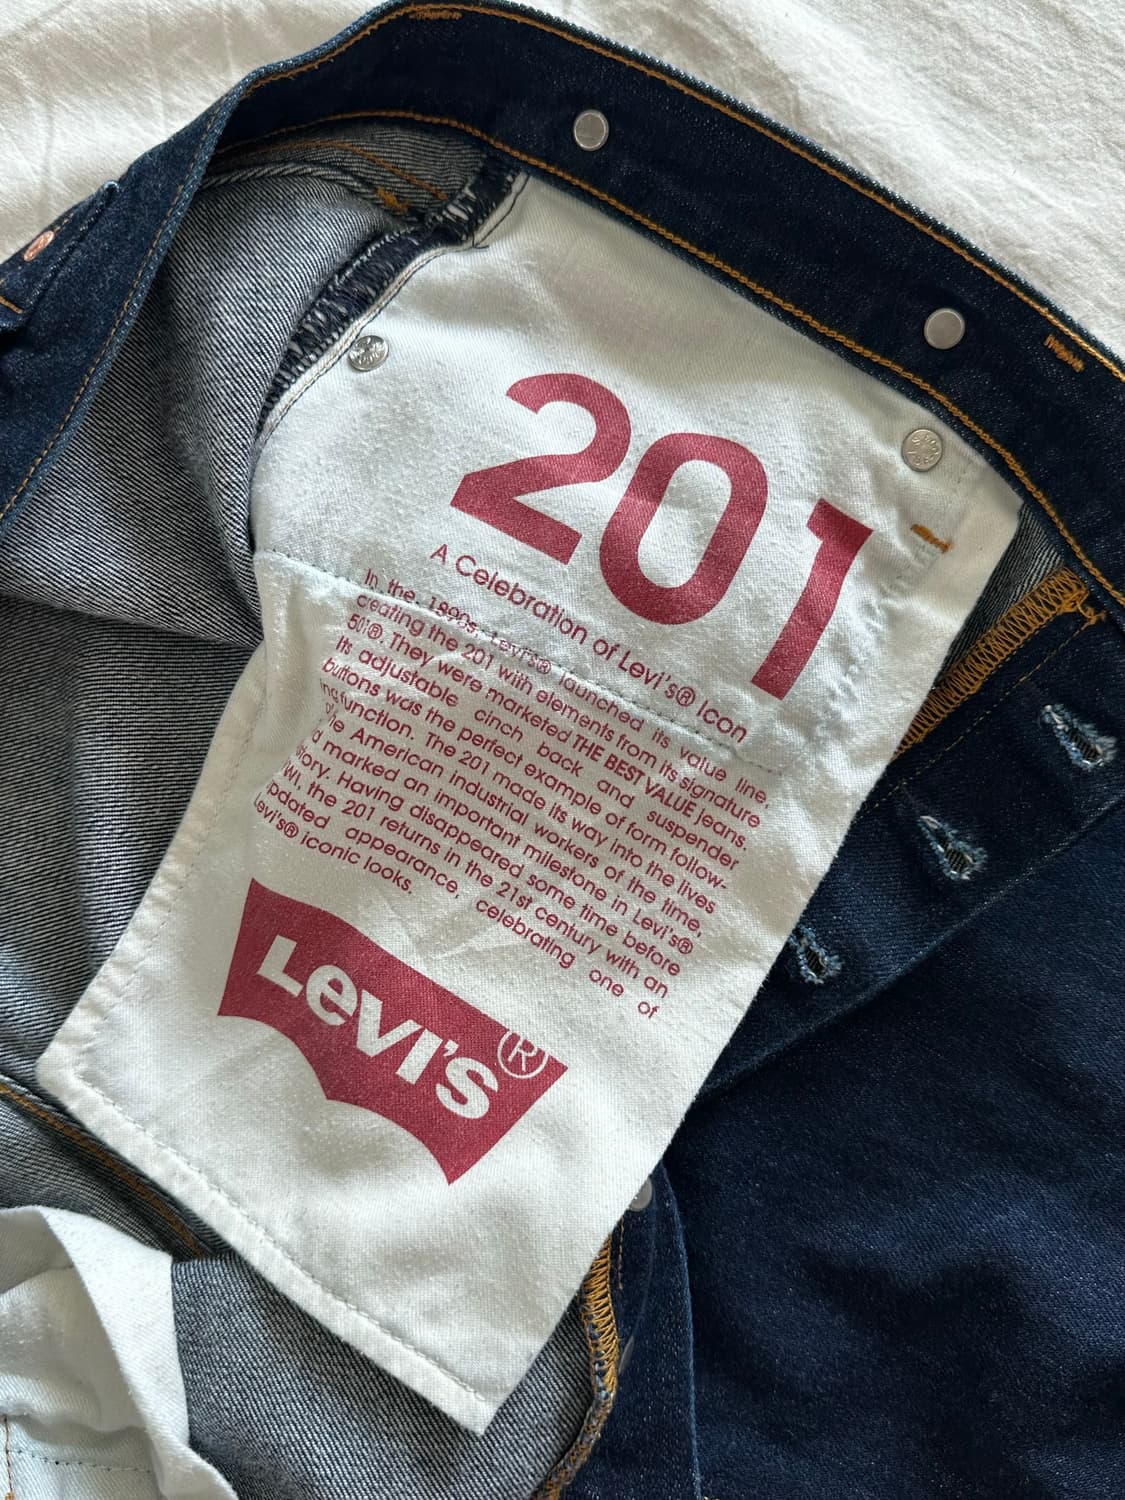 201
A Celebration of Levi's® Icon
In the 1890s, Levi's® launched its value line,
creating the 201 with elements from its signature
501®. They were marketed THE BEST VALUE jeans.
Its adjustable cinch back and suspender
buttons was the perfect example of form follow-
function. The 201 made its way into the lives
American industrial workers of the time,
marked an important milestone in Levi's®
Having disappeared some time before
WWI, the 201 returns in the 21st century with an
updated appearance, celebrating one of
Levi's® iconic looks.
LEVI'S®